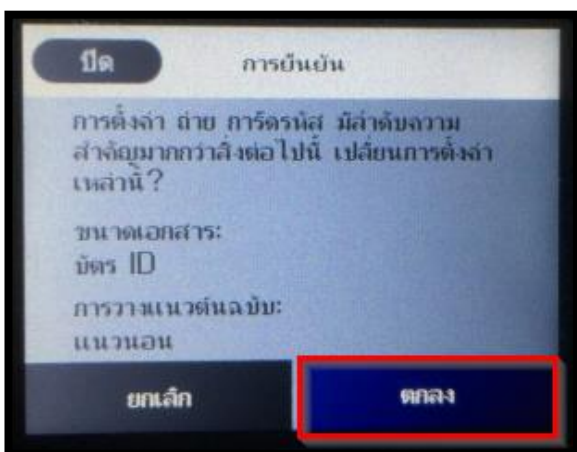 ปิด
การยืนยัน
การตั้งค่า ถ่าย การ์ดรหัส มีลำดับความ
สำคัญมากกว่าสิ่งต่อไปนี้ เปลี่ยนการตั้งค่า
เหล่านี้?
ขนาดเอกสาร:
บัตร ID
การวางแนวต้นฉบับ:
แนวนอน
ยกเลิก
ตกลง